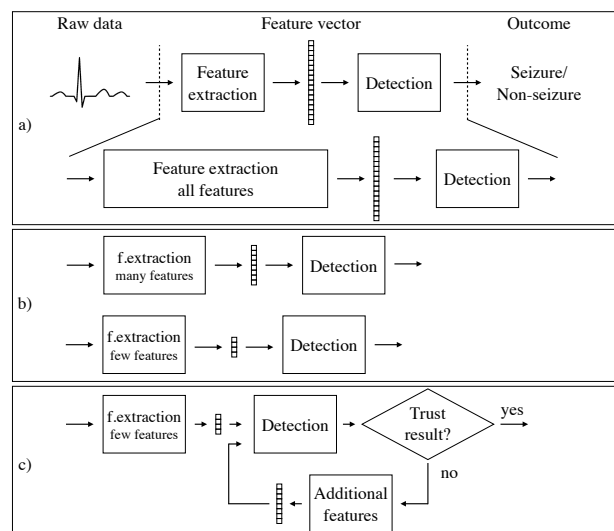 Raw data
Feature vector
Outcome
Feature
extraction
Detection
Seizure/
Non-seizure
a)
Feature extraction
all features
Detection
f.extraction
many features
Detection
b)
f.extraction
few features
Detection
f.extraction
few features
Detection
Trust
result?
yes
no
c)
Additional
features